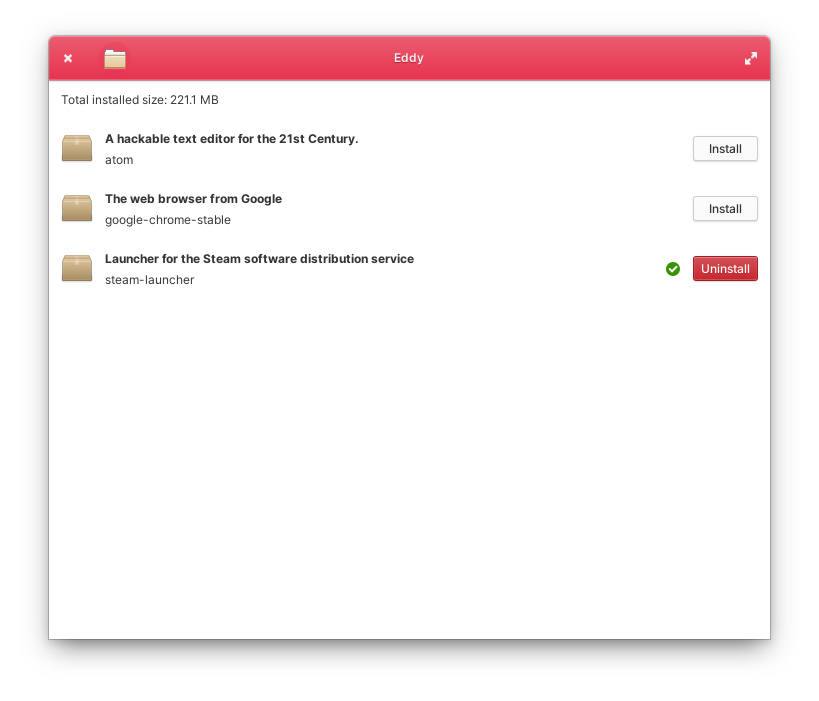 Eddy
Total installed size: 221.1 MB
A hackable text editor for the 21st Century.
atom
Install
The web browser from Google
google-chrome-stable
Install
Launcher for the Steam software distribution service
steam-launcher
Uninstall